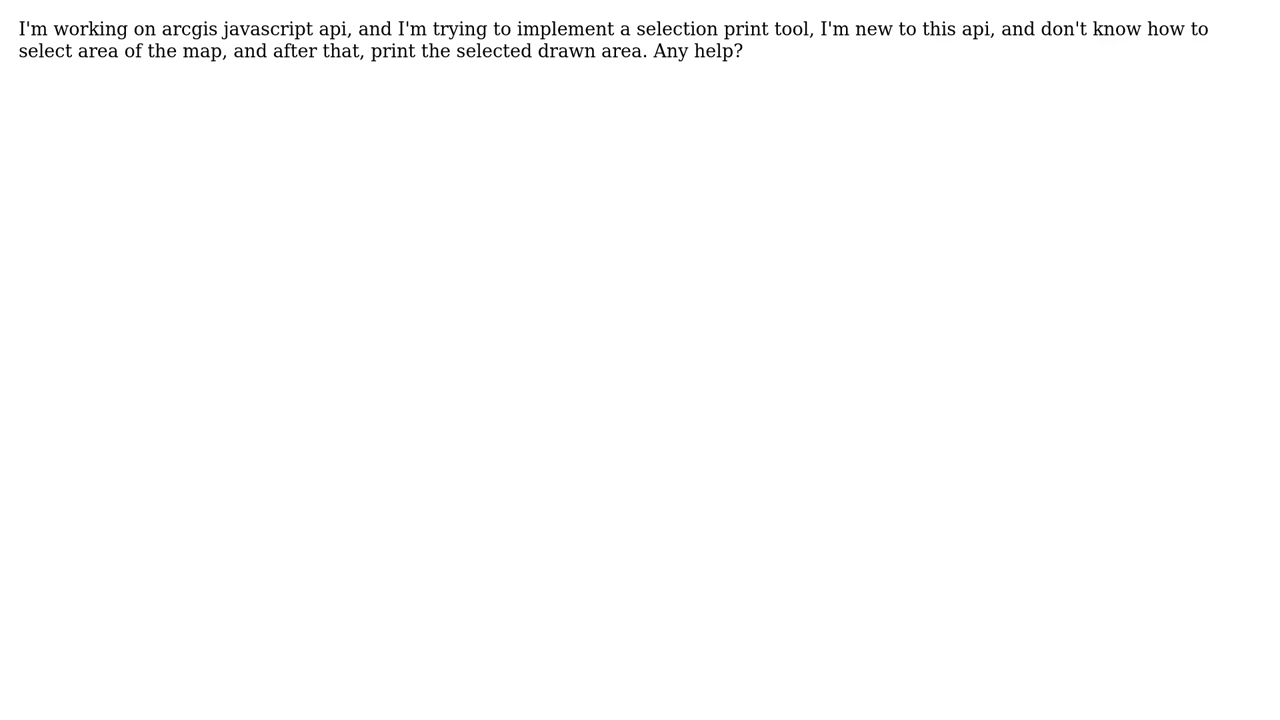 I'm working on arcgis javascript api, and I'm trying to implement a selection print tool, I'm new to this api, and don't know how to
select area of the map, and after that, print the selected drawn area. Any help?